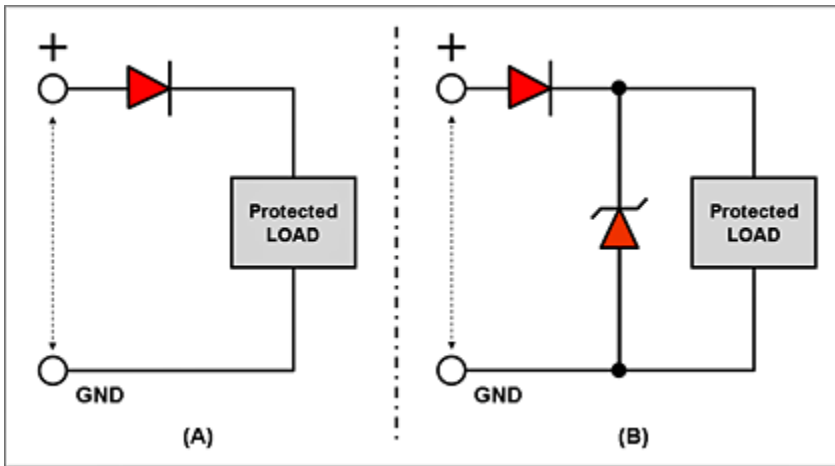 +
Protected
LOAD
GND
(A)
+
Protected
LOAD
GND
(B)